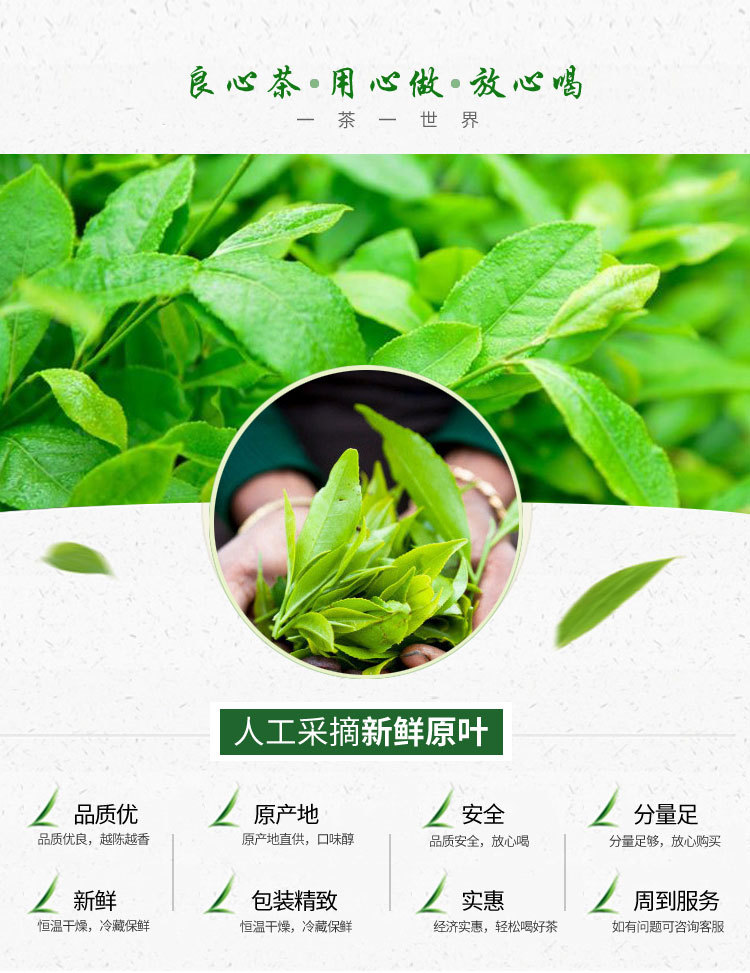 良心茶•用心做•放心喝
一茶一世界
人工采摘新鲜原叶
品质优 原产地 安全 分量足
品质优良，越陈越香 原产地直供，口味醇 品质安全，放心喝 分量足够，放心购买
新鲜 包装精致 实惠 周到服务
恒温干燥，冷藏保鲜 恒温干燥，冷藏保鲜 经济实惠，轻松喝好茶 如有问题可咨询客服